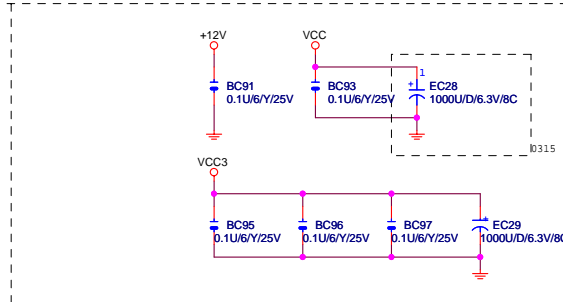 +12V
VCC
BC91
0.1U/6/Y/25V
BC93
0.1U/6/Y/25V
+
1
EC28
1000U/D/6.3V/8C
0315
VCC3
BC95
0.1U/6/Y/25V
BC96
0.1U/6/Y/25V
BC97
0.1U/6/Y/25V
+
EC29
1000U/D/6.3V/8C